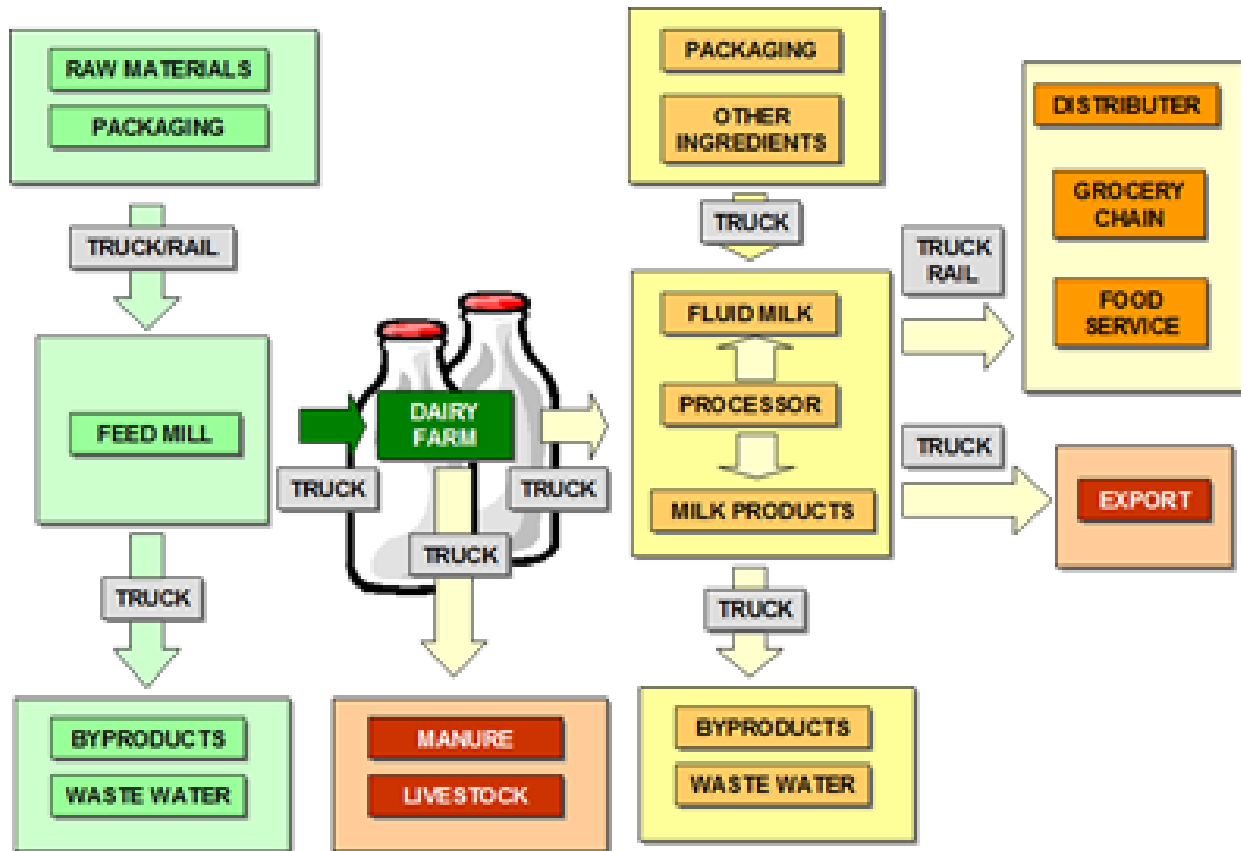 RAW MATERIALS
PACKAGING
TRUCK/RAIL
FEED MILL
TRUCK
BYPRODUCTS
WASTE WATER
TRUCK
DAIRY
FARM
TRUCK
TRUCK
MANURE
LIVESTOCK
PACKAGING
OTHER
INGREDIENTS
TRUCK
FLUID MILK
PROCESSOR
MILK PRODUCTS
TRUCK
BYPRODUCTS
WASTE WATER
TRUCK
RAIL
DISTRIBUTER
GROCERY
CHAIN
FOOD
SERVICE
TRUCK
EXPORT